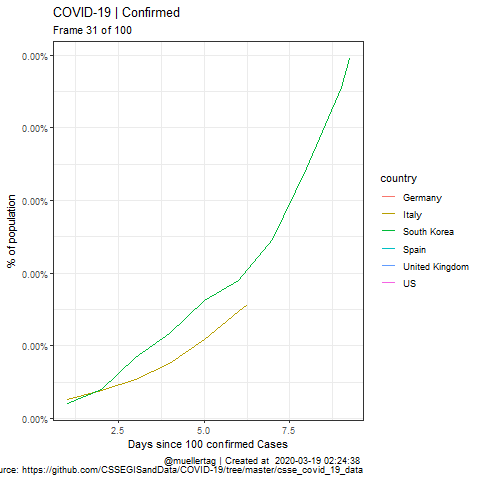 COVID-19 | Confirmed
Frame 31 of 100
0.00%
0.00%
0.00%
0.00%
0.00%
0.00%
% of population
2.5
5.0
7.5
Days since 100 confirmed Cases
country
Germany
Italy
South Korea
Spain
United Kingdom
US
@muellertag | Created at 2020-03-19 02:24:38
urce: https://github.com/CSSEGISandData/COVID-19/tree/master/csse_covid_19_data